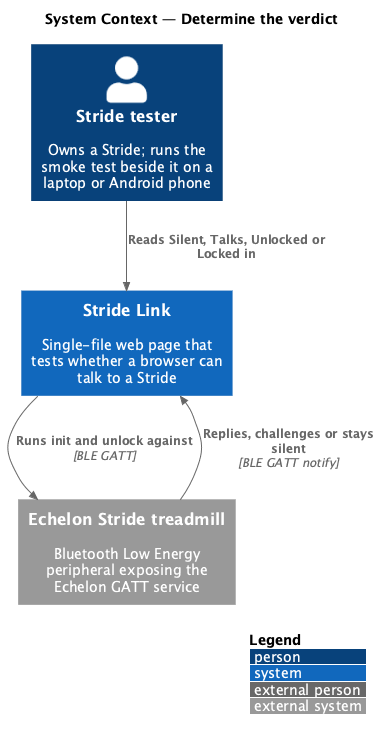 System Context — Determine the verdict
Stride tester
Owns a Stride; runs the
smoke test beside it on a
laptop or Android phone
Reads Silent, Talks, Unlocked or
Locked in
Stride Link
Single-file web page that
tests whether a browser can
talk to a Stride
Runs init and unlock against
[BLE GATT]
Replies, challenges or stays
silent
[BLE GATT notify]
Echelon Stride treadmill
Bluetooth Low Energy
peripheral exposing the
Echelon GATT service
Legend
person
system
external person
external system